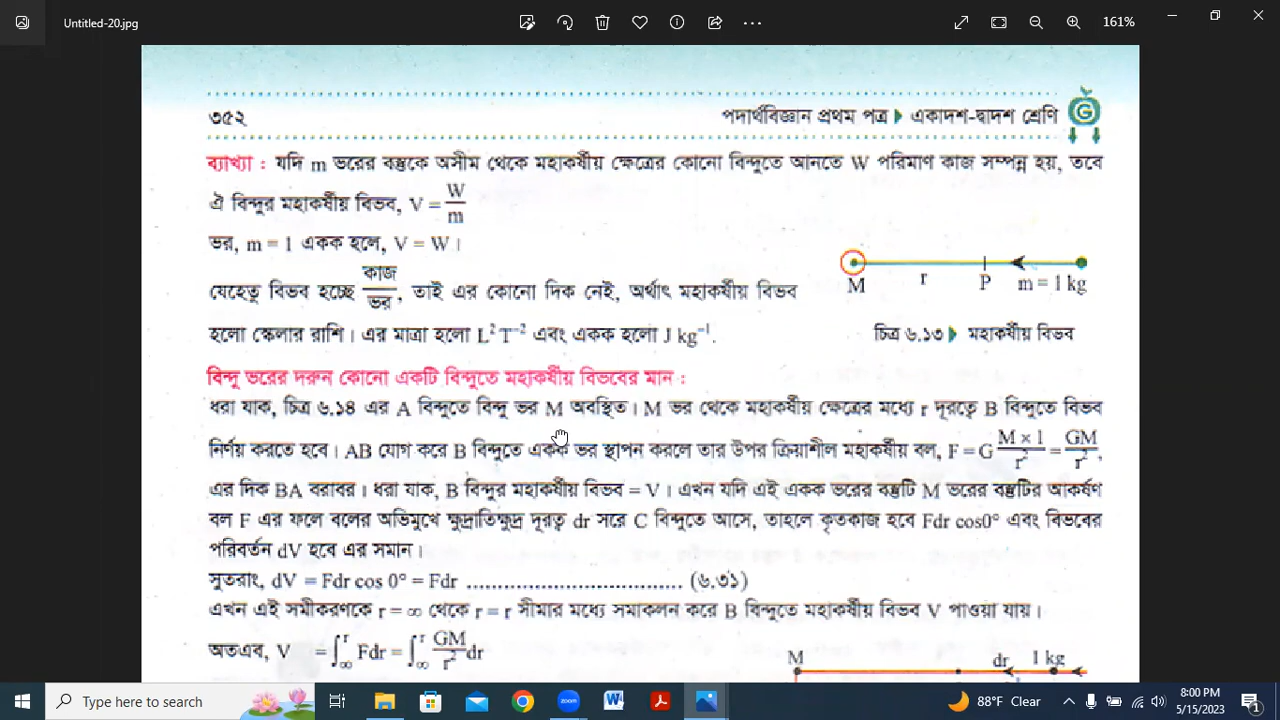 Untitled-20.jpg
161%
৩৫২
পদার্থবিজ্ঞান প্রথম পত্র ▶ একাদশ-দ্বাদশ শ্রেণি
G
ব্যাখ্যা : যদি m ভরের বস্তুকে অসীম থেকে মহাকর্ষীয় ক্ষেত্রের কোনো বিন্দুতে আনতে W পরিমাণ কাজ সম্পন্ন হয়, তবে
ঐ বিন্দুর মহাকর্ষীয় বিভব, V = W/m
ভর, m = 1 একক হলে, V = W ।
যেহেতু বিভব হচ্ছে কাজ/ভর, তাই এর কোনো দিক নেই, অর্থাৎ মহাকর্ষীয় বিভব
হলো স্কেলার রাশি। এর মাত্রা হলো L² T⁻² এবং একক হলো J kg⁻¹.
M r P m = 1 kg
চিত্র ৬.১৩ ▶ মহাকর্ষীয় বিভব
বিন্দু ভরের দরুন কোনো একটি বিন্দুতে মহাকর্ষীয় বিভবের মান :
ধরা যাক, চিত্র ৬.১৪ এর A বিন্দুতে বিন্দু ভর M অবস্থিত। M ভর থেকে মহাকর্ষীয় ক্ষেত্রের মধ্যে r দূরত্বে B বিন্দুতে বিভব
নির্ণয় করতে হবে। AB যোগ করে B বিন্দুতে একক ভর স্থাপন করলে তার উপর ক্রিয়াশীল মহাকর্ষীয় বল, F = G M × 1/r² = GM/r²,
এর দিক BA বরাবর। ধরা যাক, B বিন্দুর মহাকর্ষীয় বিভব = V। এখন যদি এই একক ভরের বস্তুটি M ভরের বস্তুটির আকর্ষণ
বল F এর ফলে বলের অভিমুখে ক্ষুদ্রাতিক্ষুদ্র দূরত্ব dr সরে C বিন্দুতে আসে, তাহলে কৃতকাজ হবে Fdr cos0° এবং বিভবের
পরিবর্তন dV হবে এর সমান।
সুতরাং, dV = Fdr cos 0° = Fdr .................................. (৬.৩১)
এখন এই সমীকরণকে r = ∞ থেকে r = r সীমার মধ্যে সমাকলন করে B বিন্দুতে মহাকর্ষীয় বিভব V পাওয়া যায়।
অতএব, V = ∫∞^r Fdr = ∫∞^r GM/r² dr
M dr 1 kg
Type here to search
zoom
W
88°F Clear
8:00 PM
5/15/2023
1